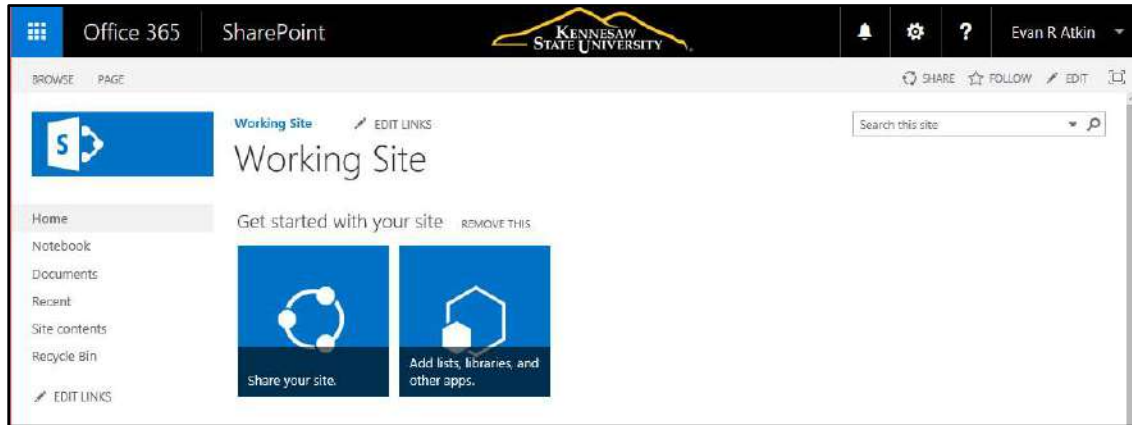 Office 365 SharePoint KENNESAW STATE UNIVERSITY ? Evan R Atkin
BROWSE PAGE SHARE FOLLOW EDIT
S
Working Site EDIT LINKS
Search this site
Working Site
Home
Notebook
Documents
Recent
Site contents
Recycle Bin
EDIT LINKS
Get started with your site REMOVE THIS
Share your site.
Add lists, libraries, and
other apps.